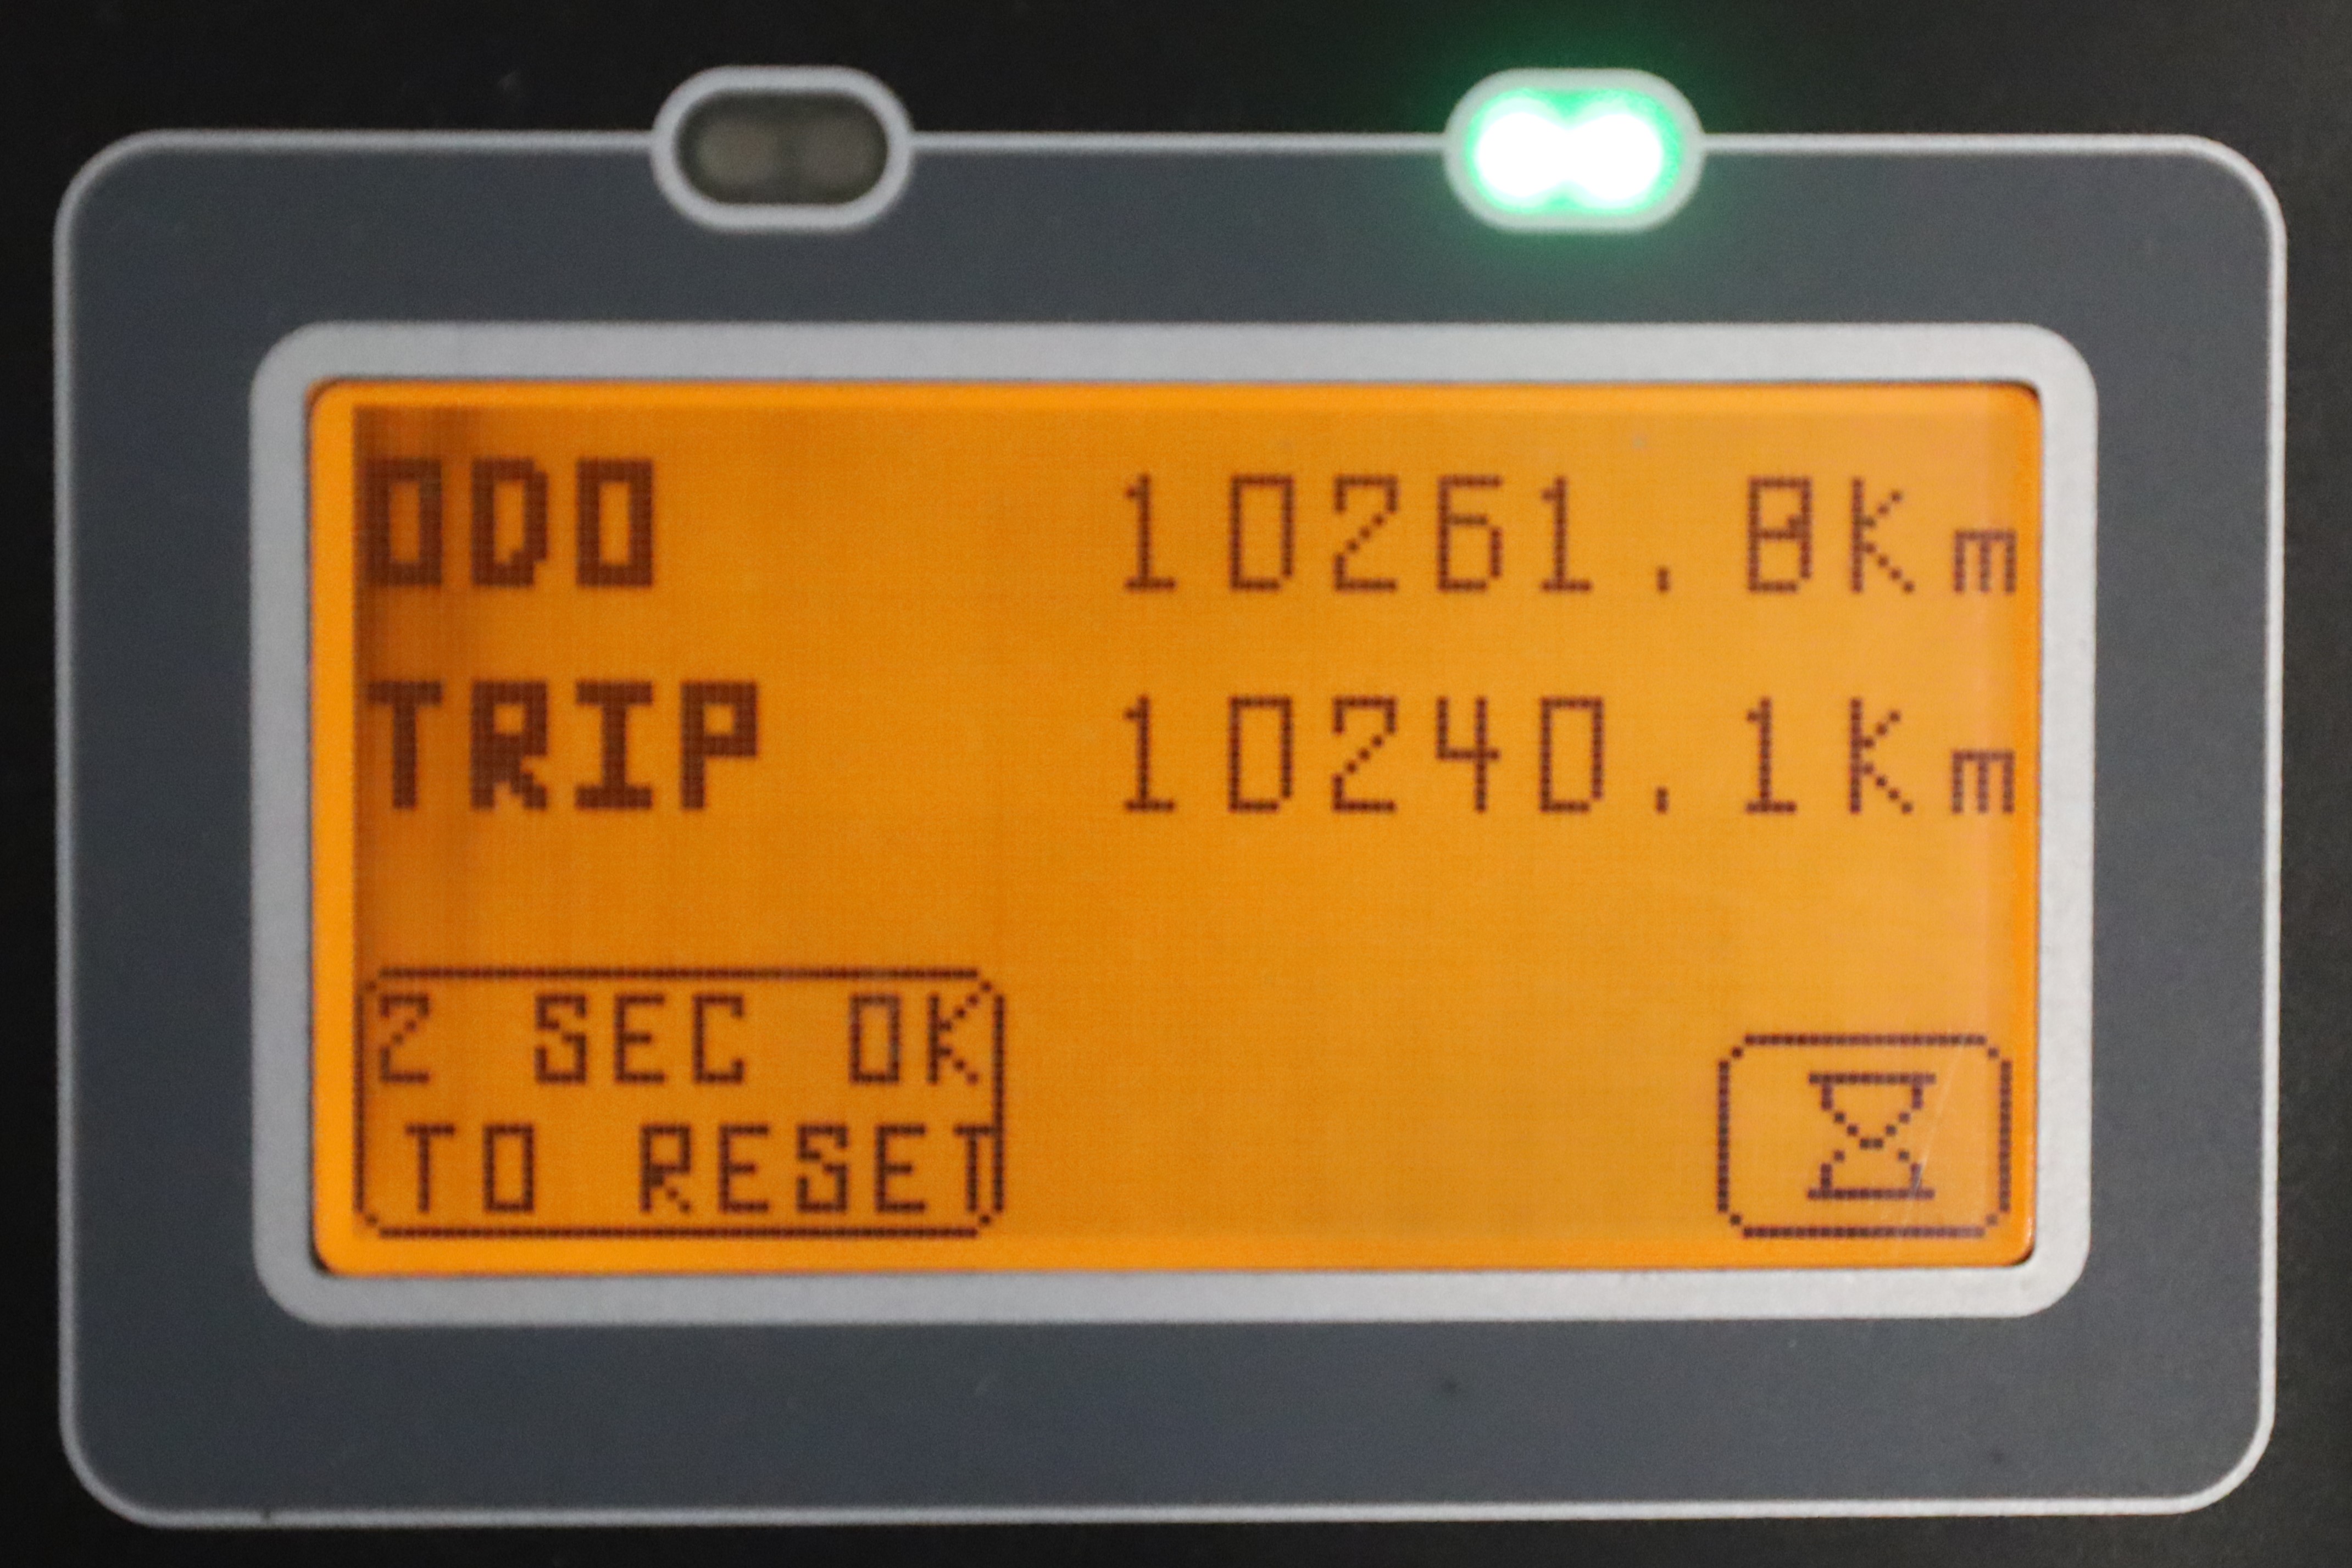 ODO 10261.8Km
TRIP 10240.1Km
2 SEC OK
TO RESET